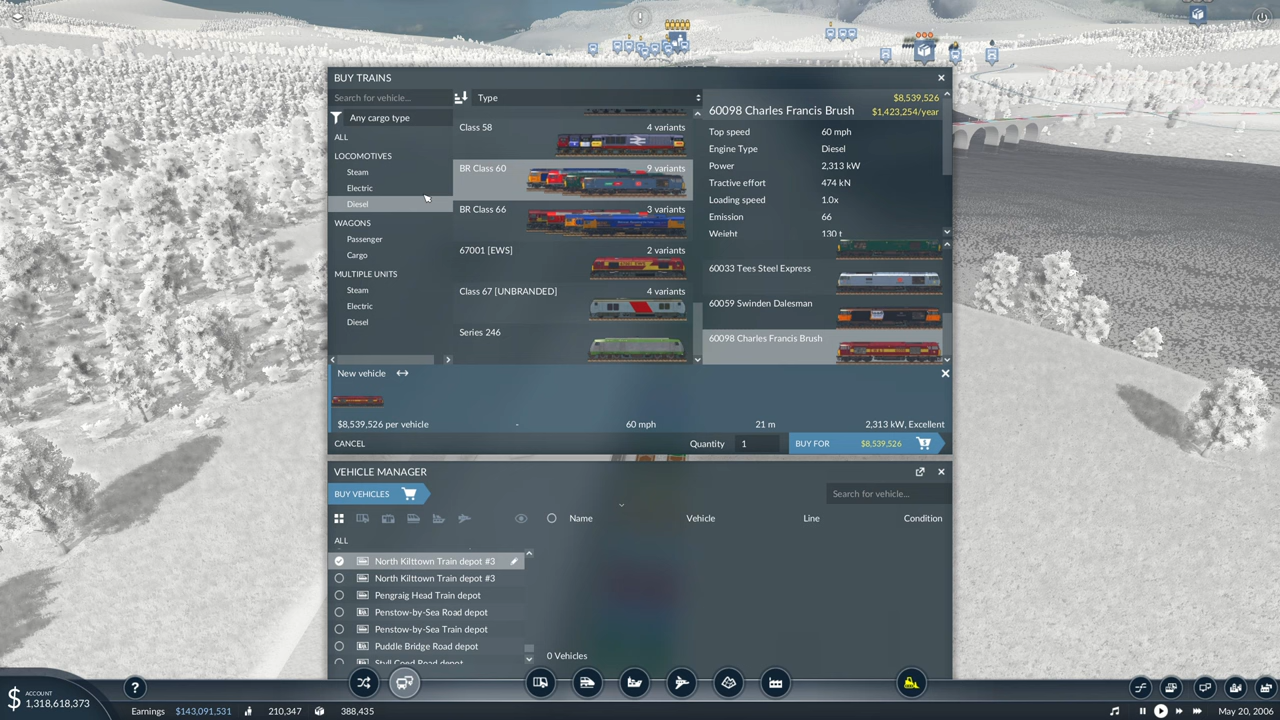 BUY TRAINS
Search for vehicle...
Type
Any cargo type
ALL
LOCOMOTIVES
Steam
Electric
Diesel
WAGONS
Passenger
Cargo
MULTIPLE UNITS
Steam
Electric
Diesel
Class 58
4 variants
BR Class 60
9 variants
BR Class 66
3 variants
67001 [EWS]
2 variants
Class 67 [UNBRANDED]
4 variants
Series 246
$8,539,526
60098 Charles Francis Brush
$1,423,254/year
Top speed 60 mph
Engine Type Diesel
Power 2,313 kW
Tractive effort 474 kN
Loading speed 1.0x
Emission 66
Weight 130 t
60033 Tees Steel Express
60059 Swinden Dalesman
60098 Charles Francis Brush
New vehicle
$8,539,526 per vehicle - 60 mph 21 m 2,313 kW, Excellent
CANCEL
Quantity 1
BUY FOR $8,539,526
VEHICLE MANAGER
BUY VEHICLES
Search for vehicle...
Name Vehicle Line Condition
ALL
North Kilttown Train depot #3
North Kilttown Train depot #3
Pengraig Head Train depot
Penstow-by-Sea Road depot
Penstow-by-Sea Train depot
Puddle Bridge Road depot
Styll Coed Road depot
0 Vehicles
$ ACCOUNT
1,318,618,373
?
Earnings $143,091,531 210,347 388,435
May 20, 2006